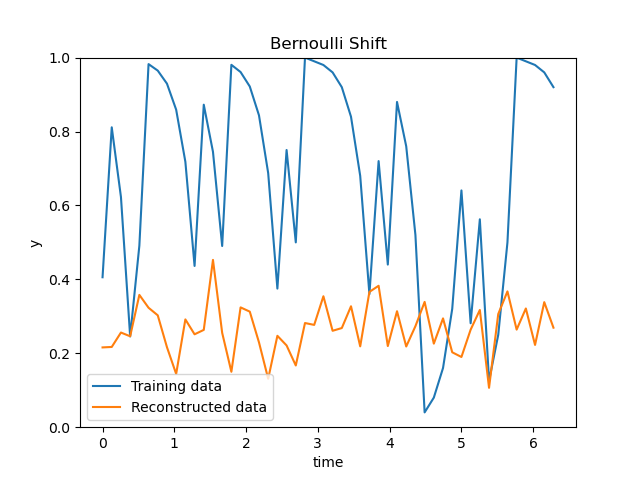 Bernoulli Shift
y
1.0
0.8
0.6
0.4
0.2
0.0
Training data
Reconstructed data
0 1 2 3 4 5 6
time